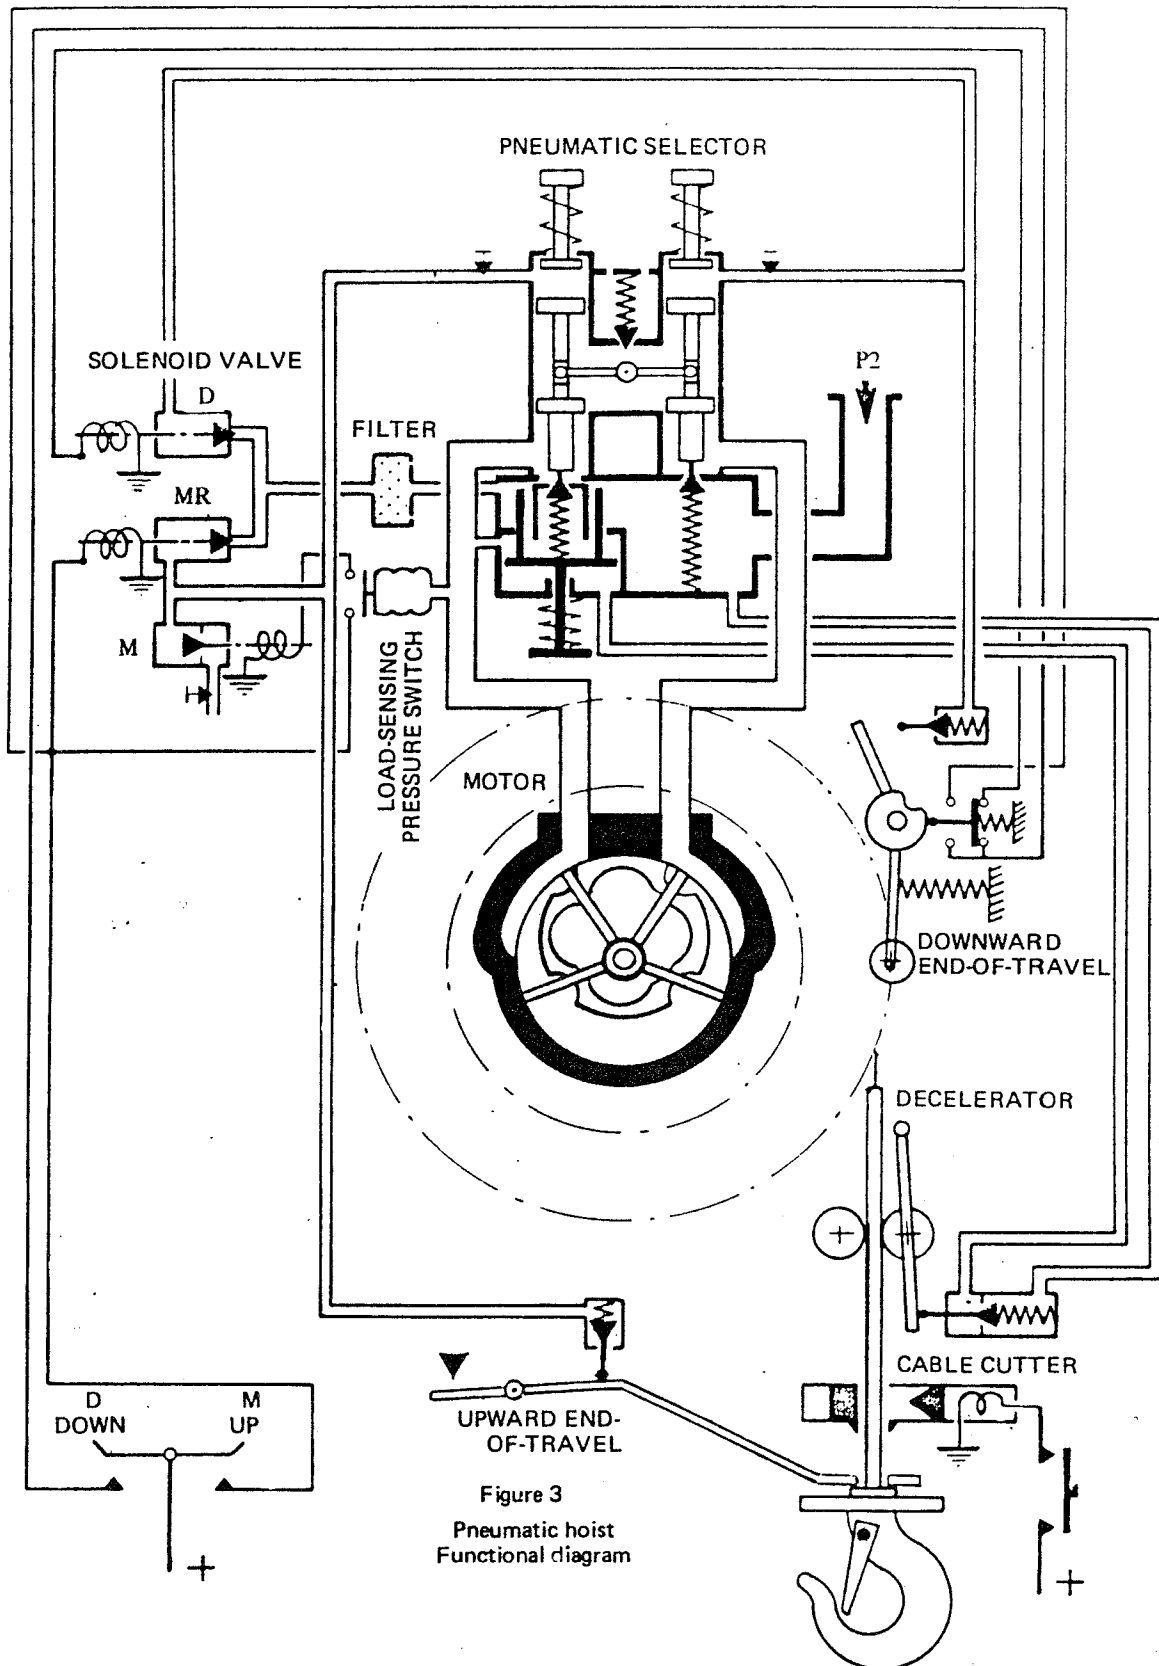 PNEUMATIC SELECTOR
SOLENOID VALVE
D
P2
FILTER
MR
M
LOAD-SENSING
PRESSURE SWITCH
MOTOR
DOWNWARD
END-OF-TRAVEL
DECELERATOR
CABLE CUTTER
D
DOWN
M
UP
UPWARD END-
OF-TRAVEL
+
+
Figure 3
Pneumatic hoist
Functional diagram